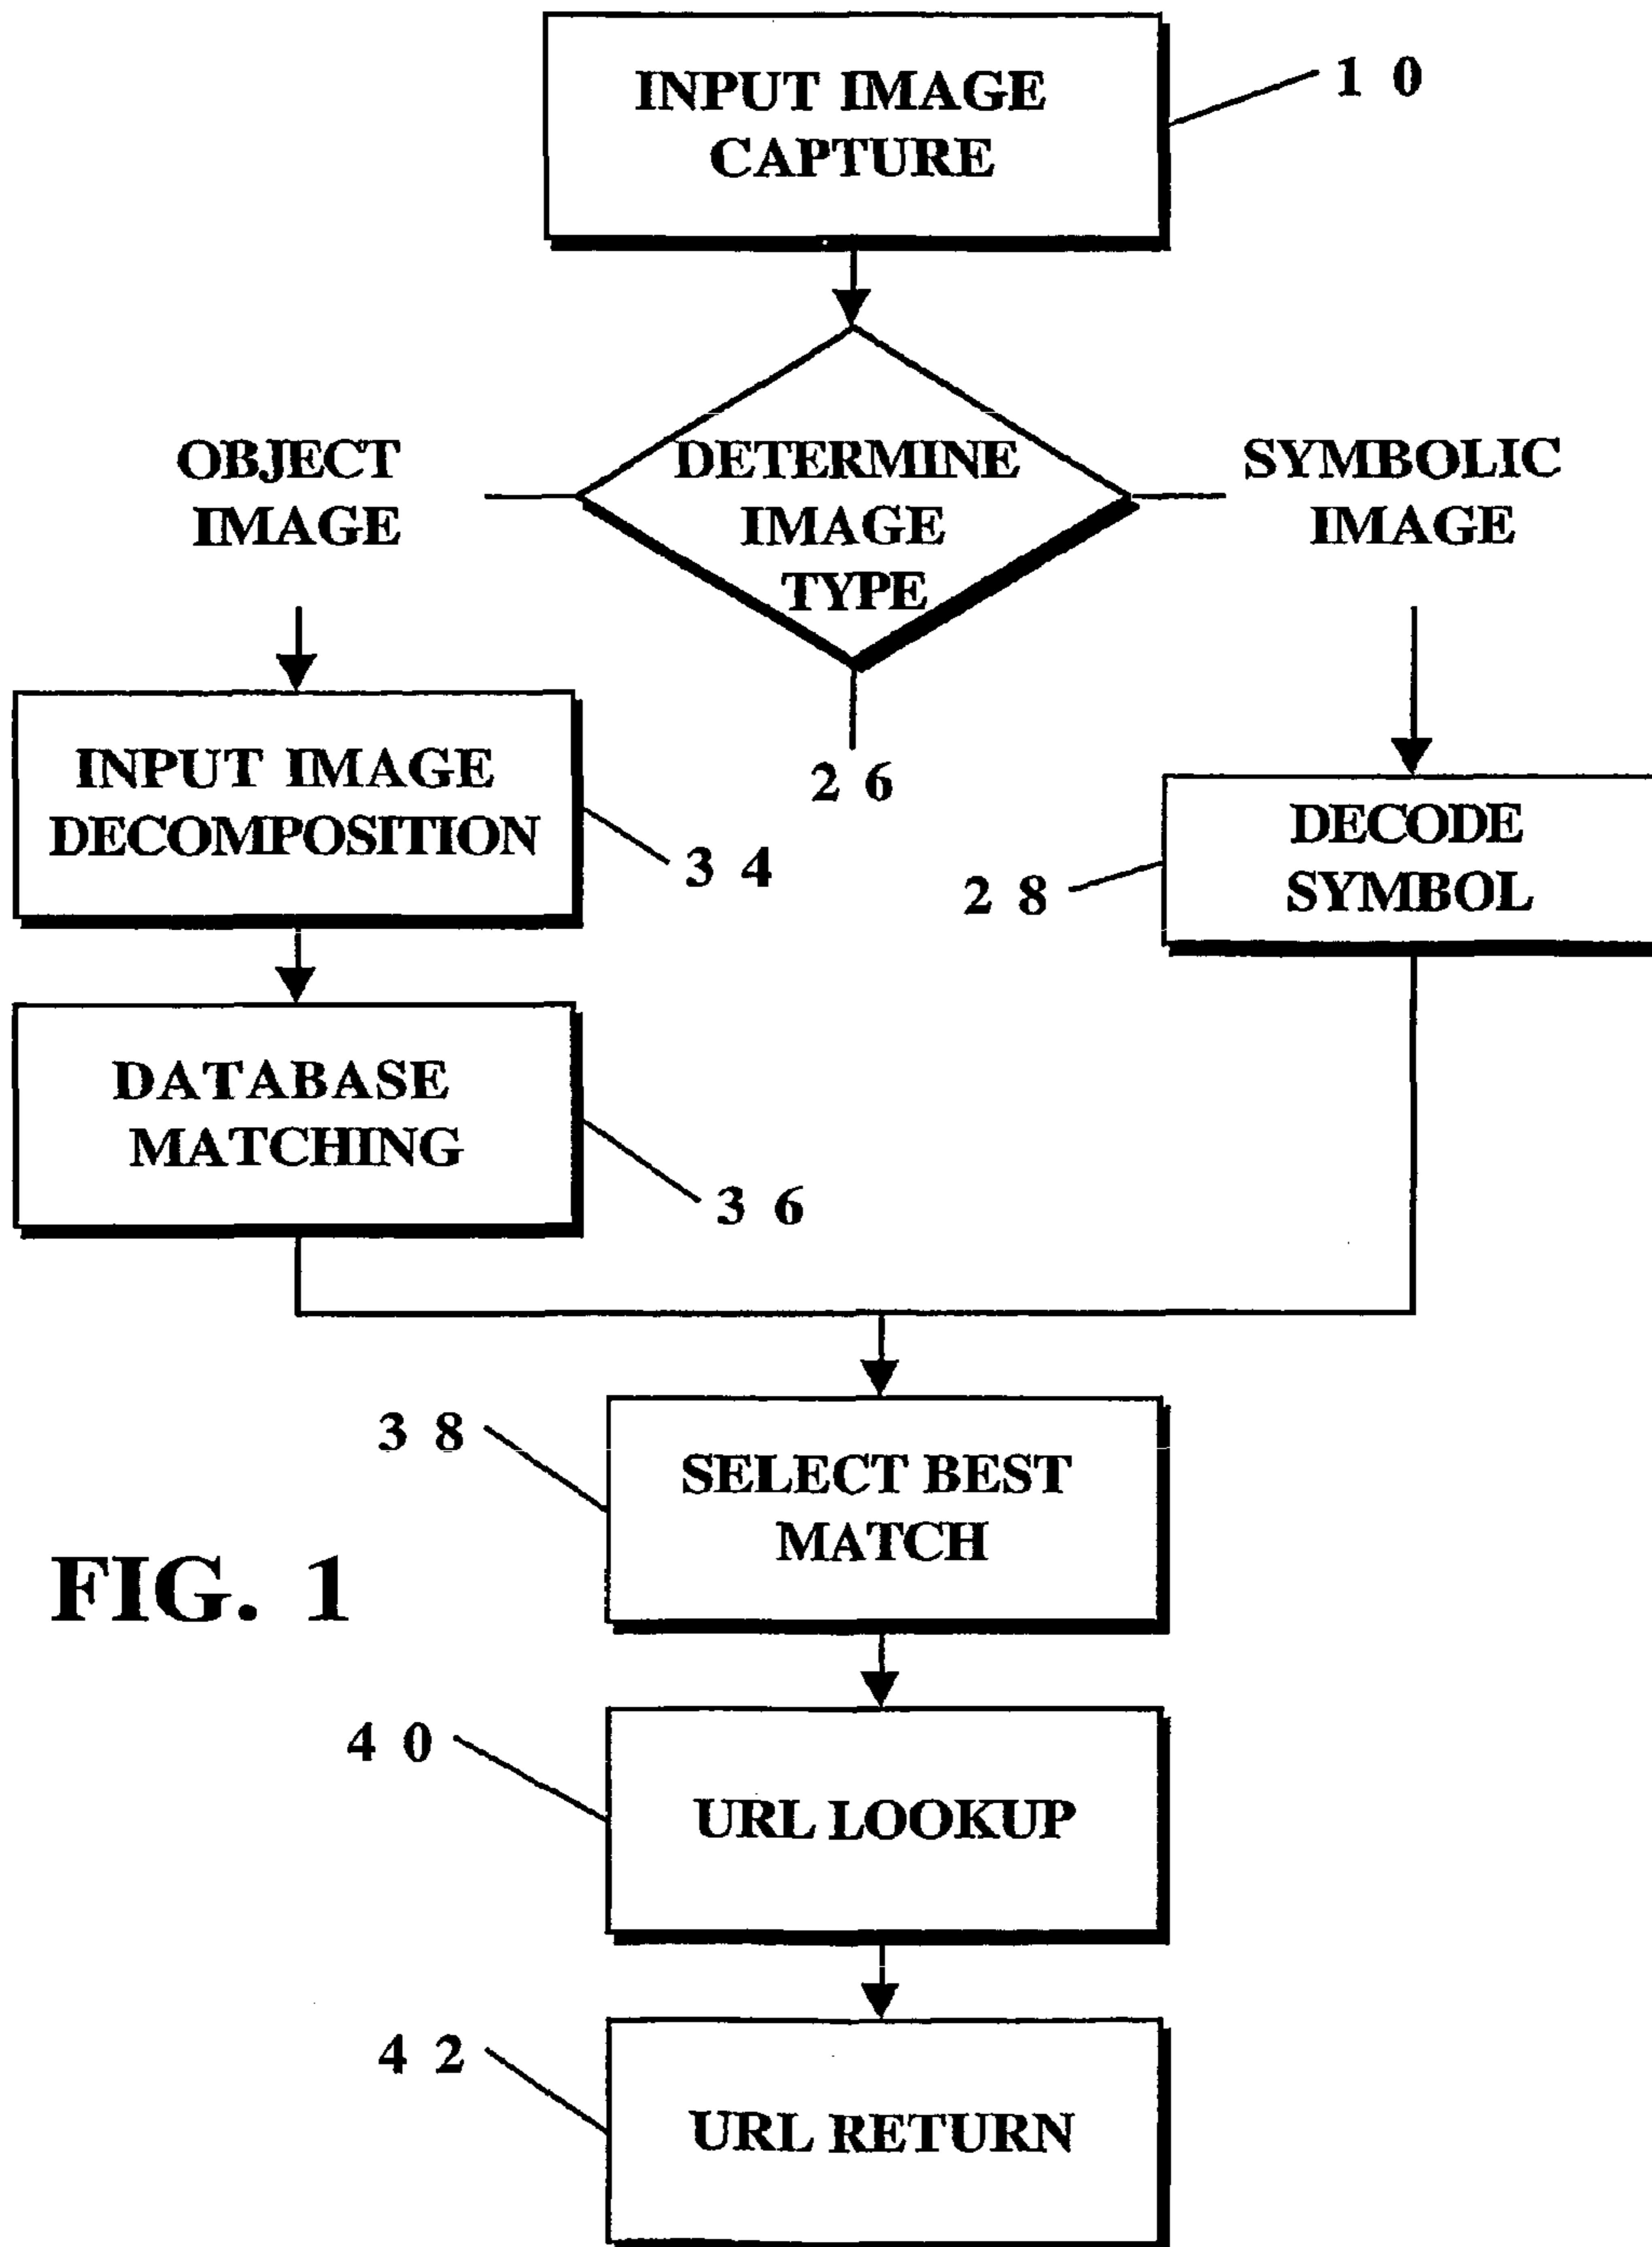 INPUT IMAGE
CAPTURE
1 0
OBJECT
IMAGE
DETERMINE
IMAGE
TYPE
SYMBOLIC
IMAGE
2 6
INPUT IMAGE
DECOMPOSITION
3 4
2 8
DECODE
SYMBOL
DATABASE
MATCHING
3 6
3 8
SELECT BEST
MATCH
FIG. 1
4 0
URL LOOKUP
4 2
URL RETURN